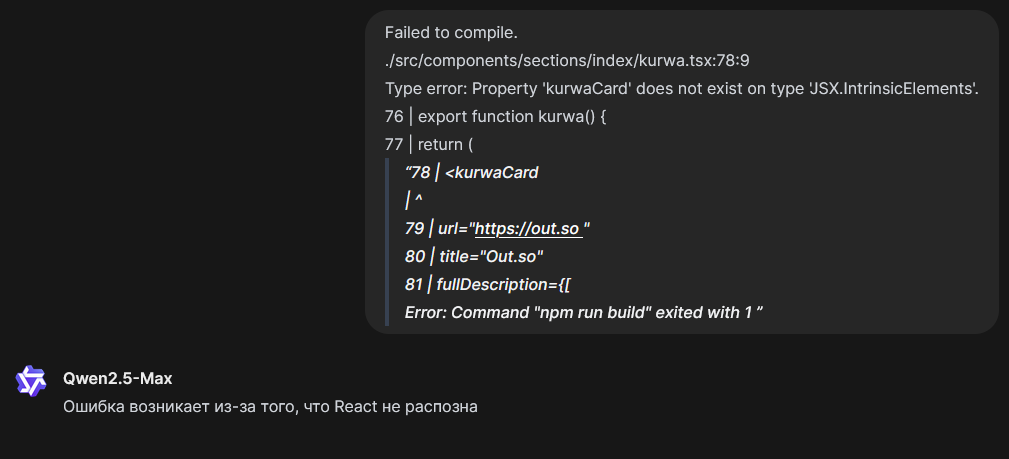 Failed to compile.
./src/components/sections/index/kurwa.tsx:78:9
Type error: Property 'kurwaCard' does not exist on type 'JSX.IntrinsicElements'.
76 | export function kurwa() {
77 | return (
“78 | <kurwaCard
| ^
79 | url="https://out.so "
80 | title="Out.so"
81 | fullDescription={[
Error: Command "npm run build" exited with 1 ”
Qwen2.5-Max
Ошибка возникает из-за того, что React не распозна